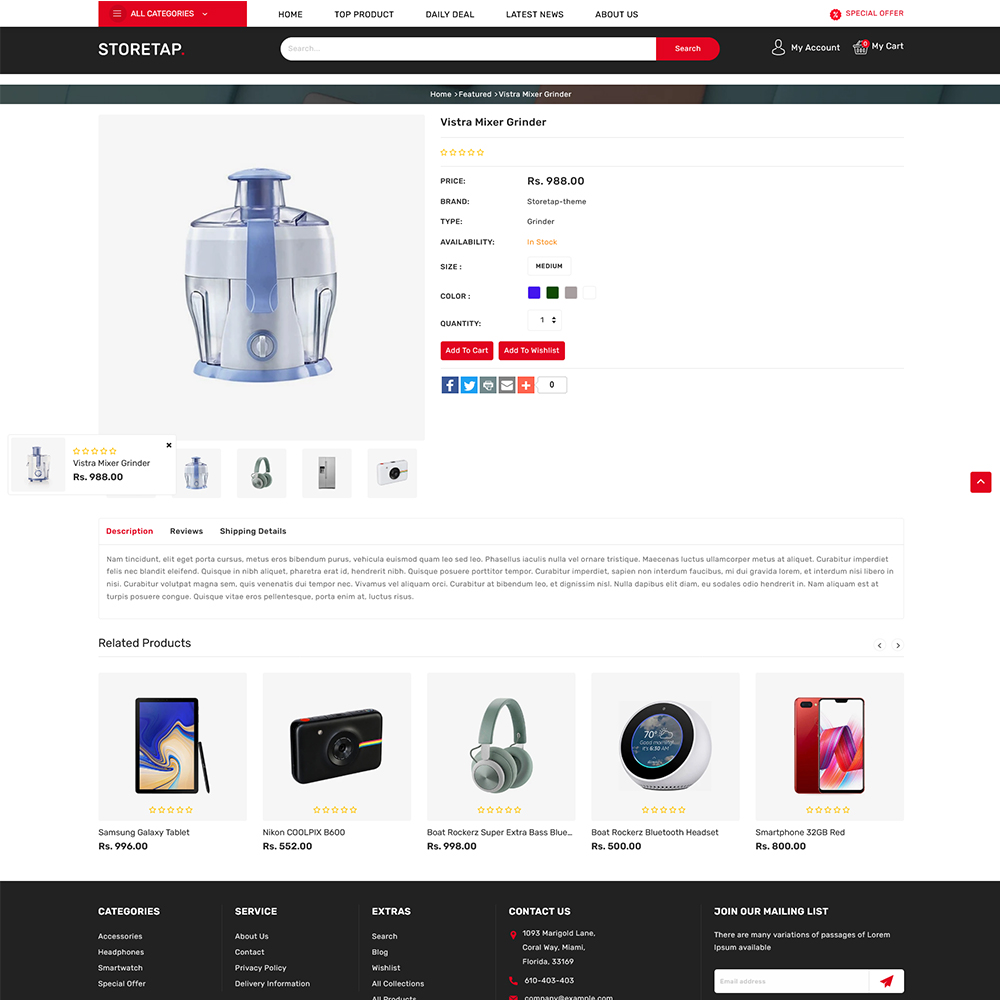 ALL CATEGORIES
HOME
TOP PRODUCT
DAILY DEAL
LATEST NEWS
ABOUT US
SPECIAL OFFER
STORETAP.
Search...
Search
My Account
0
My Cart
Home > Featured > Vistra Mixer Grinder
Vistra Mixer Grinder
PRICE: Rs. 988.00
BRAND: Storetap-theme
TYPE: Grinder
AVAILABILITY: In Stock
SIZE : MEDIUM
COLOR :
QUANTITY: 1
Add To Cart
Add To Wishlist
0
Vistra Mixer Grinder
Rs. 988.00
Description
Reviews
Shipping Details
Nam tincidunt, elit eget porta cursus, metus eros bibendum purus, vehicula euismod quam leo sed leo. Phasellus iaculis nulla vel ornare tristique. Maecenas luctus ullamcorper metus at aliquet. Curabitur imperdiet
felis nec blandit eleifend. Quisque in nibh aliquet, pharetra erat id, hendrerit nibh. Quisque posuere porttitor tempor. Curabitur imperdiet, sapien non interdum faucibus, mi dui gravida lorem, et interdum nisi libero in
nisi. Curabitur volutpat magna sem, quis venenatis dui tempor nec. Vivamus vel aliquam orci. Curabitur at bibendum leo, et dignissim nisl. Nulla dapibus elit diam, eu sodales odio hendrerit in. Nam aliquam est at
turpis posuere congue. Quisque vitae eros pellentesque, porta enim at, luctus risus.
Related Products
70°
Good morning
It's 6:30 AM
Samsung Galaxy Tablet
Rs. 996.00
Nikon COOLPIX B600
Rs. 552.00
Boat Rockerz Super Extra Bass Blue...
Rs. 998.00
Boat Rockerz Bluetooth Headset
Rs. 500.00
Smartphone 32GB Red
Rs. 800.00
CATEGORIES
Accessories
Headphones
Smartwatch
Special Offer
SERVICE
About Us
Contact
Privacy Policy
Delivery Information
EXTRAS
Search
Blog
Wishlist
All Collections
All Products
CONTACT US
1093 Marigold Lane,
Coral Way, Miami,
Florida, 33169
610-403-403
company@example.com
JOIN OUR MAILING LIST
There are many variations of passages of Lorem
Ipsum available
Email address